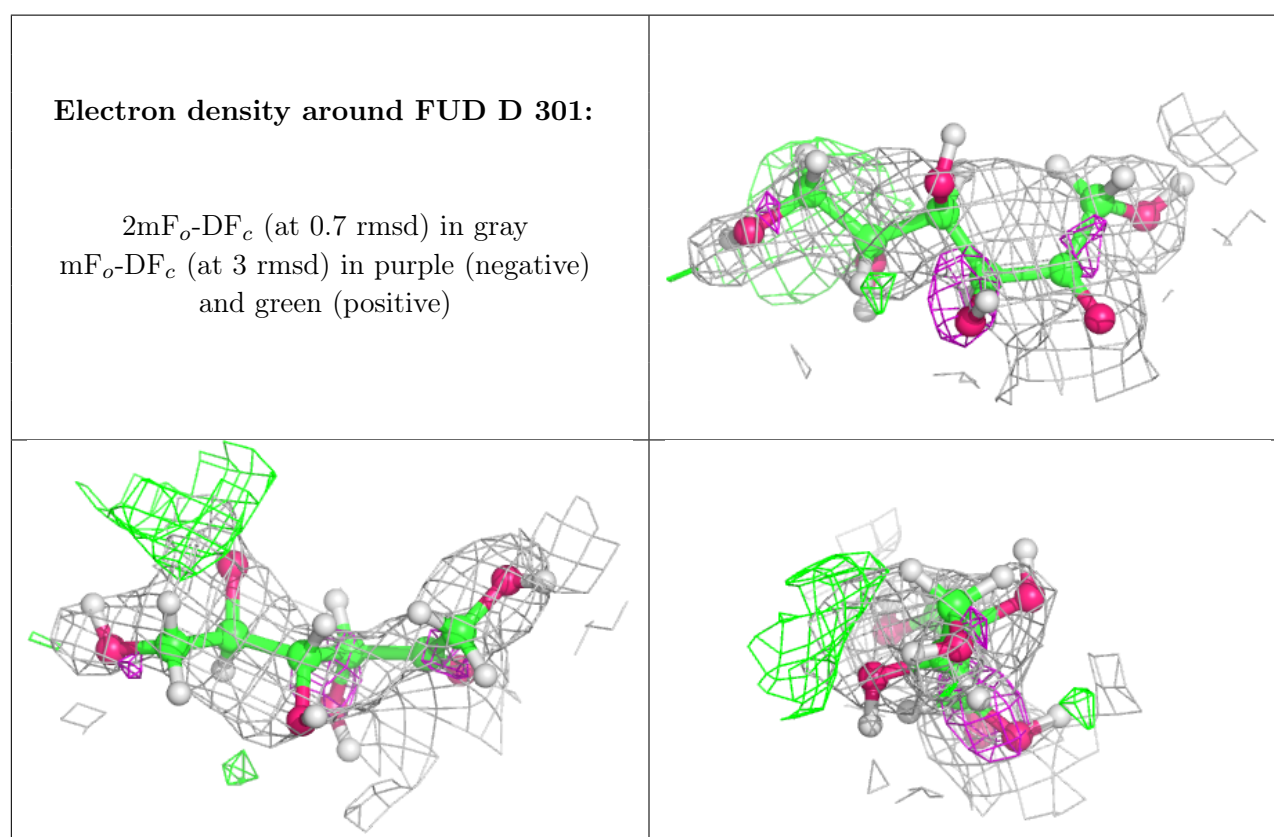 Electron density around FUD D 301:
2mFo-DFc (at 0.7 rmsd) in gray
mFo-DFc (at 3 rmsd) in purple (negative)
and green (positive)